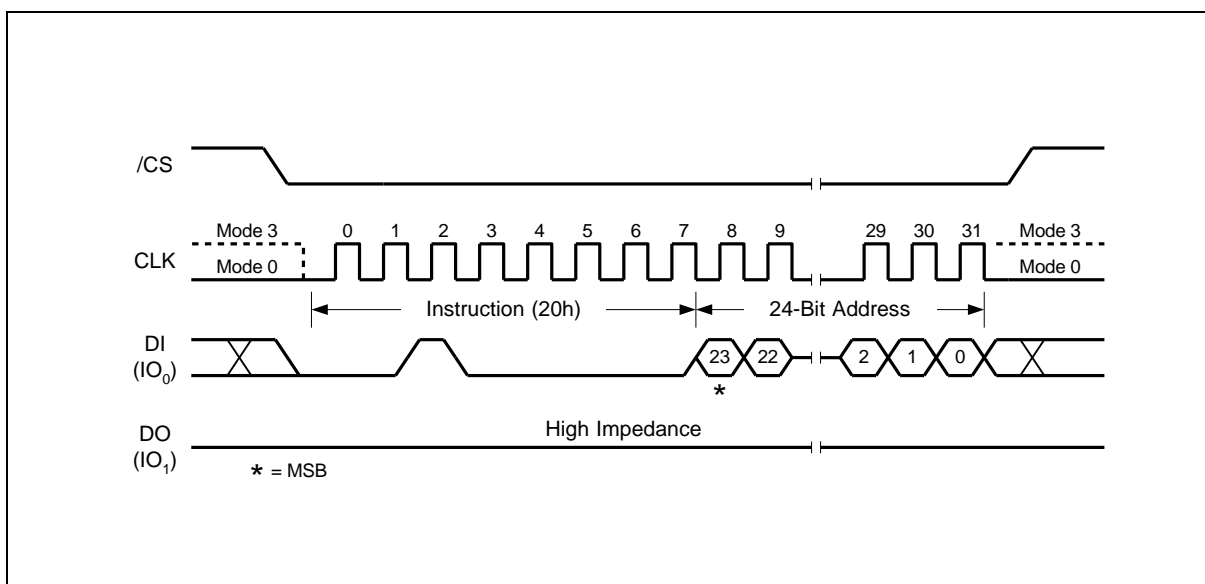 /CS
Mode 3
0 1 2 3 4 5 6 7 8 9 29 30 31
Mode 3
CLK
Mode 0
Mode 0
Instruction (20h)
24-Bit Address
DI
(IO0)
23 22 2 1 0
*
DO
(IO1)
High Impedance
* = MSB